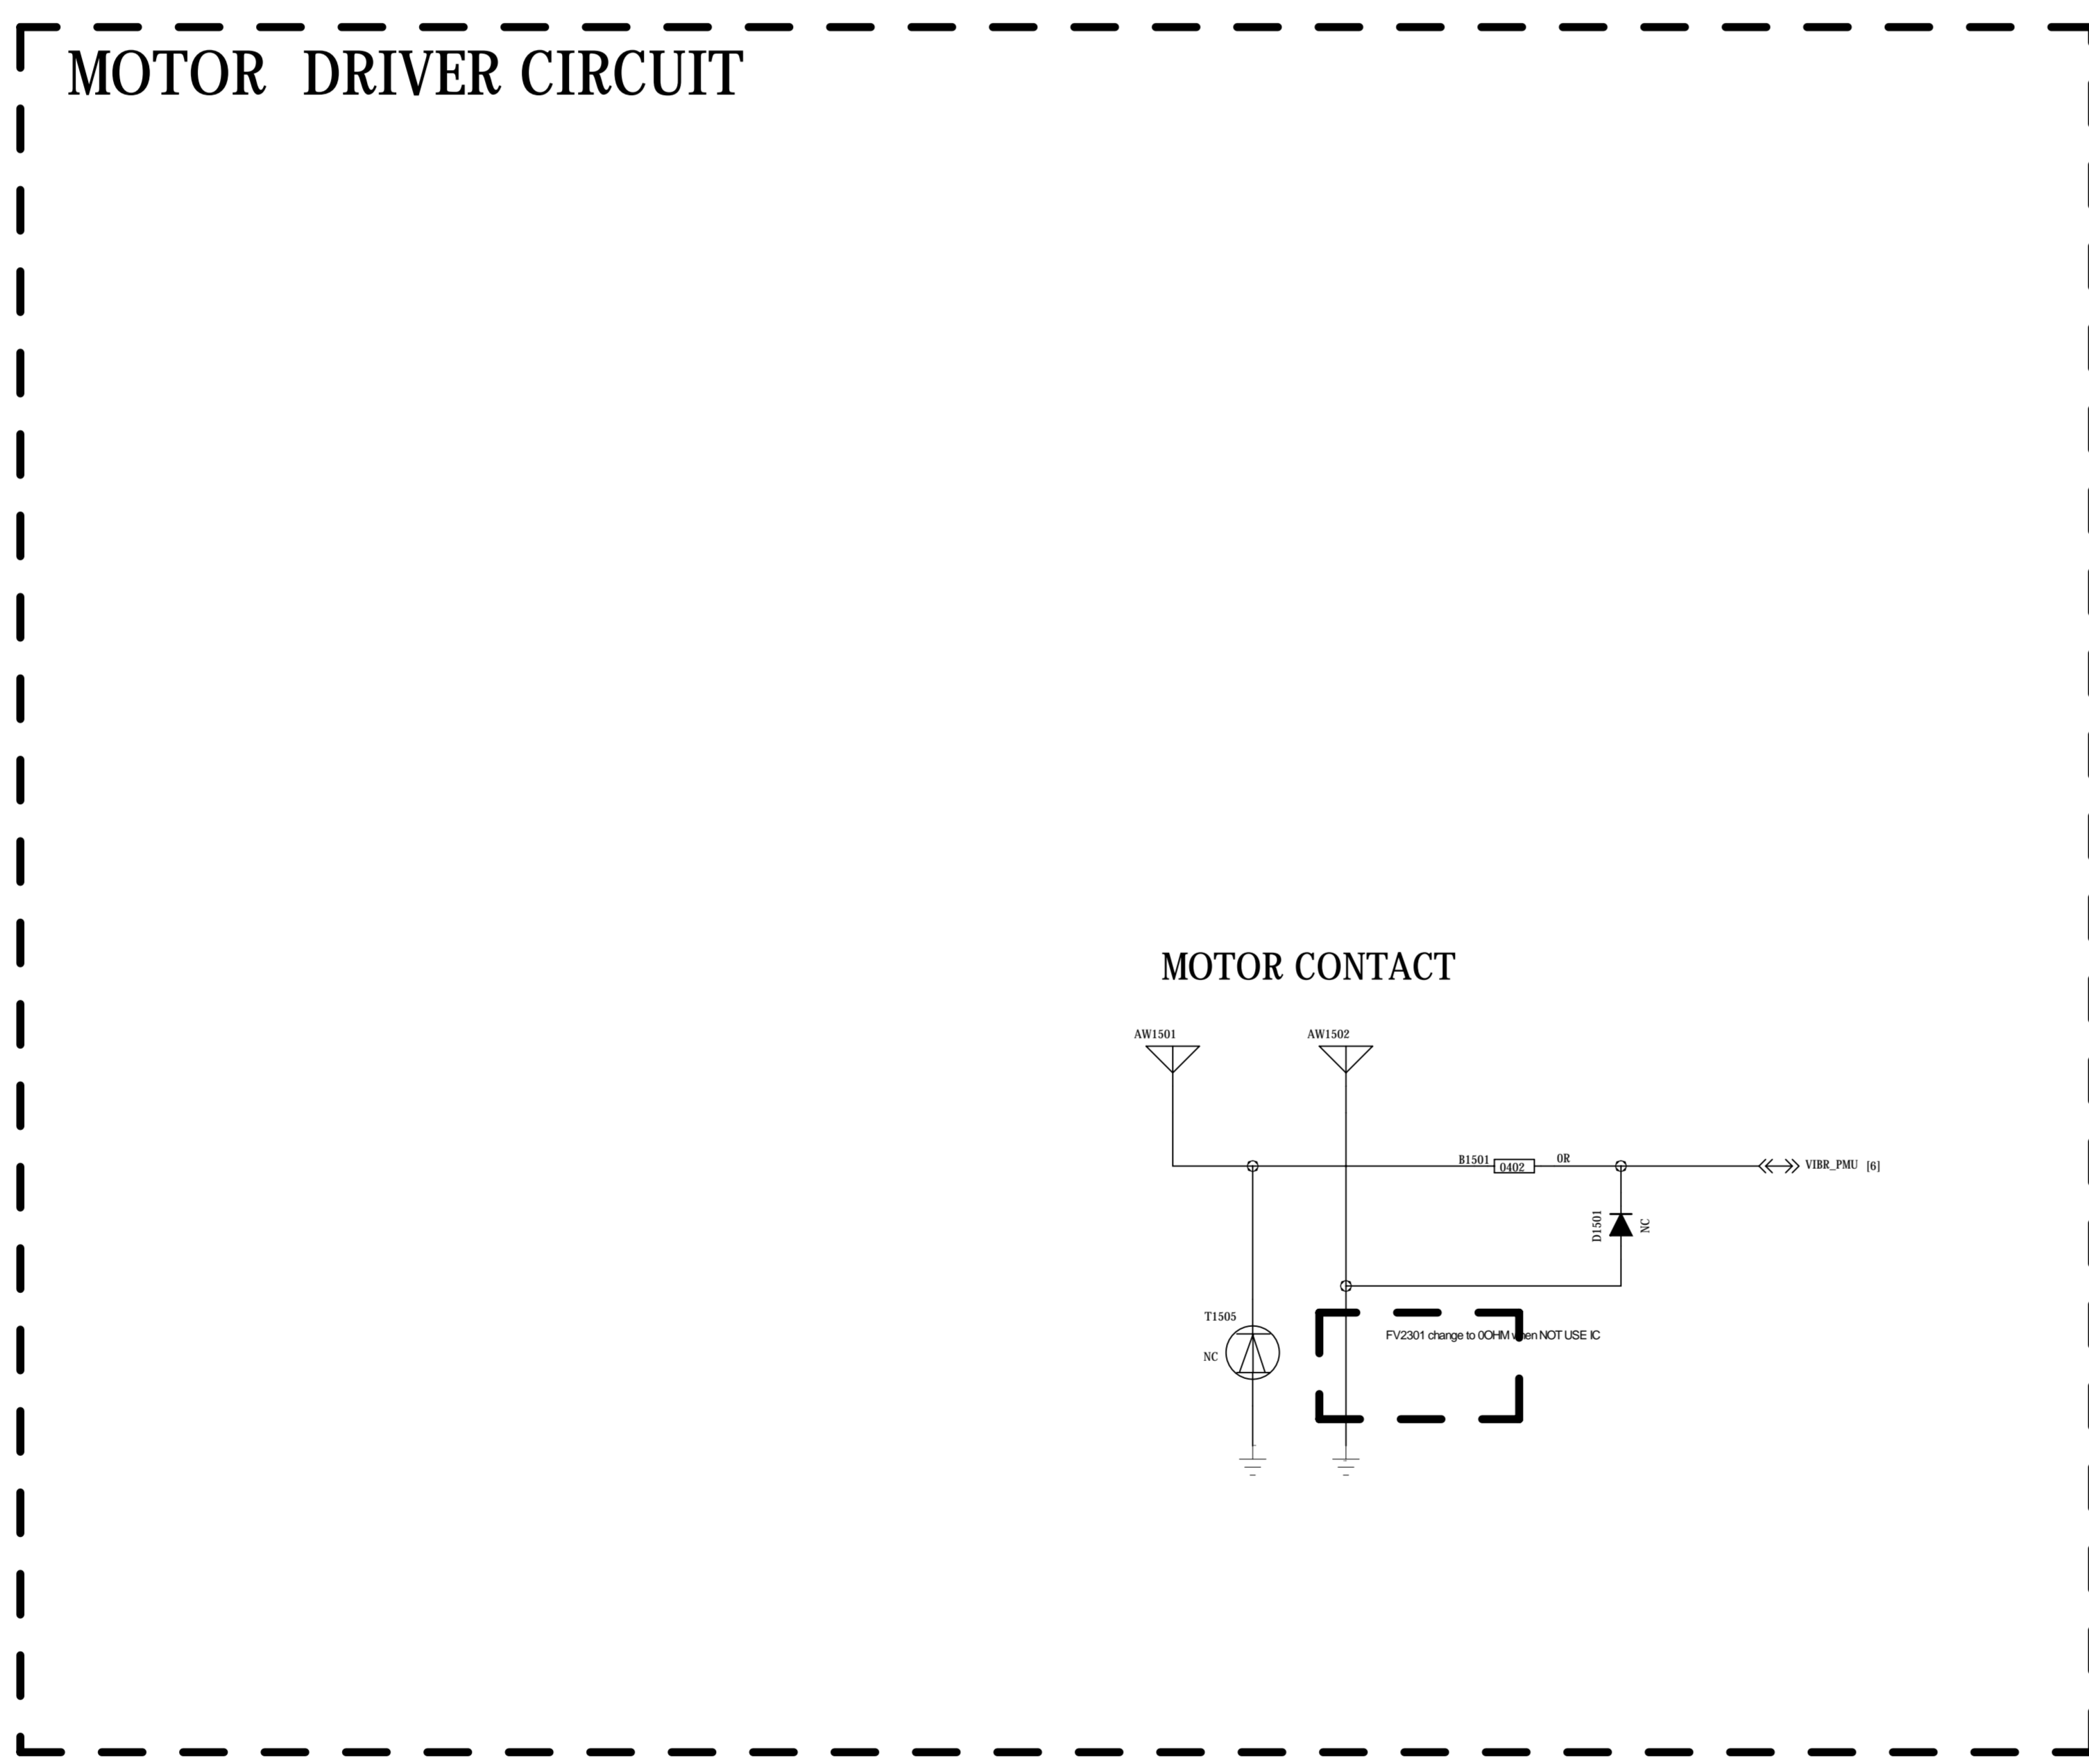 MOTOR DRIVER CIRCUIT
MOTOR CONTACT
AW1501
AW1502
B1501
0402
0R
VIBR_PMU [6]
D1501
NC
T1505
NC
FV2301 change to 0OHM when NOT USE IC